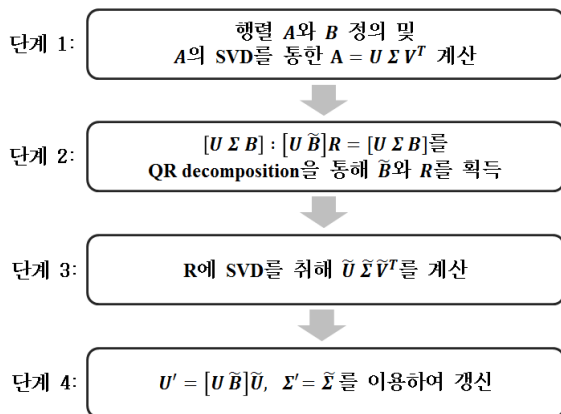 단계 1:
행렬 A와 B 정의 및
A의 SVD를 통한 A = U Σ V^T 계산
단계 2:
[U Σ B] : [U B̃]R = [U Σ B]를
QR decomposition을 통해 B̃와 R를 획득
단계 3:
R에 SVD를 취해 Ũ Σ̃ Ṽ^T를 계산
단계 4:
U′ = [U B̃]Ũ, Σ′ = Σ̃ 를 이용하여 갱신